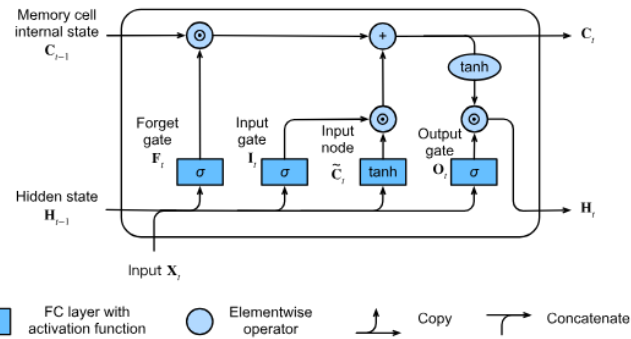 Memory cell
internal state
C_{t−1}
C_t
tanh
Forget
gate
F_t
Input
gate
I_t
Input
node
C̃_t
Output
gate
O_t
σ
σ
tanh
σ
Hidden state
H_{t−1}
H_t
Input X_t
FC layer with
activation function
Elementwise
operator
Copy
Concatenate